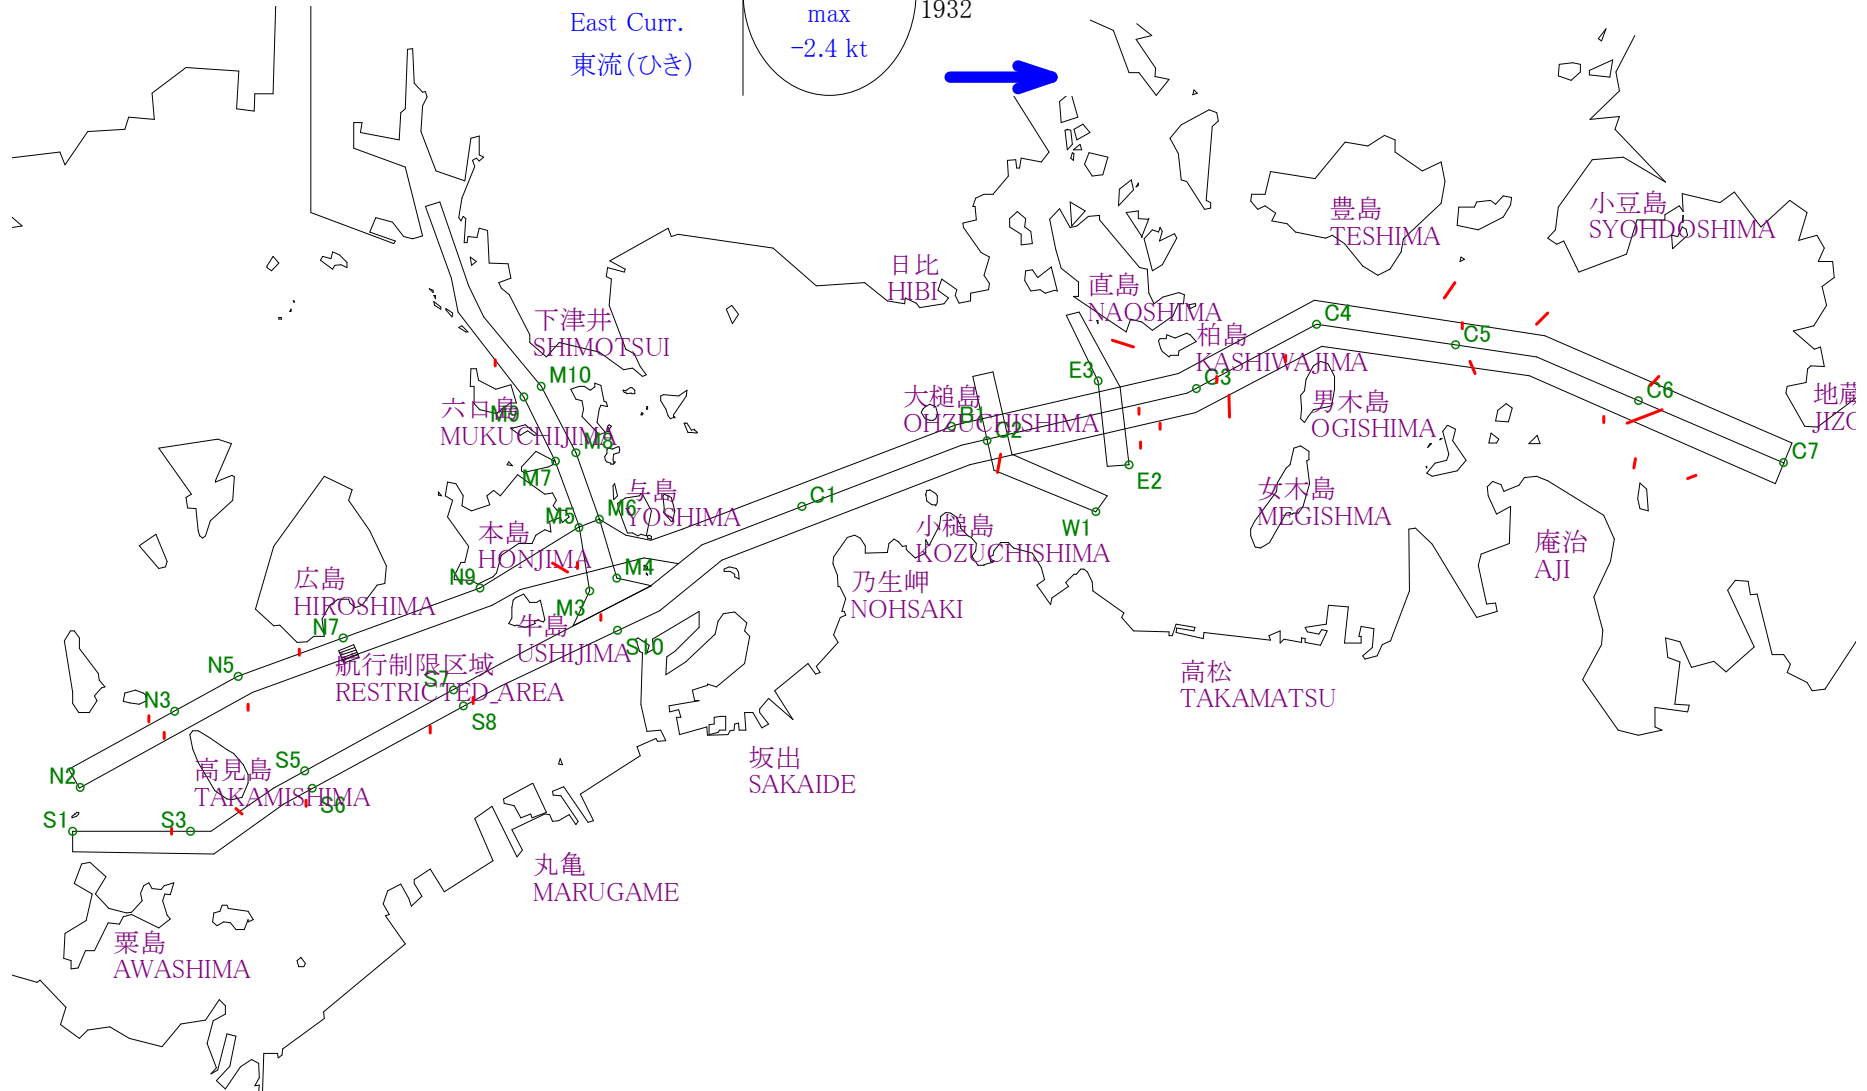 1932
East Curr.
max
-2.4 kt
東流(ひき)
豊島
TESHIMA
小豆島
SYOHDOSHIMA
日比
HIBI
直島
NAOSHIMA
下津井
SHIMOTSUI
柏島
KASHIWAJIMA
C4
C5
C6
C7
C3
E3
E2
地蔵
JIZO
M10
M9
六口島
MUKUCHIJIMA
M8
M7
大槌島
OHZUCHISHIMA
B1
C2
男木島
OGISHIMA
女木島
MEGISHMA
与島
YOSHIMA
M6
M5
C1
W1
小槌島
KOZUCHISHIMA
本島
HONJIMA
庵治
AJI
広島
HIROSHIMA
N9
M4
M3
乃生岬
NOHSAKI
牛島
USHIJIMA
S10
N7
N5
N3
N2
航行制限区域
RESTRICTED_AREA
S7
S8
高松
TAKAMATSU
高見島
TAKAMISHIMA
S5
S6
坂出
SAKAIDE
S1
S3
丸亀
MARUGAME
粟島
AWASHIMA